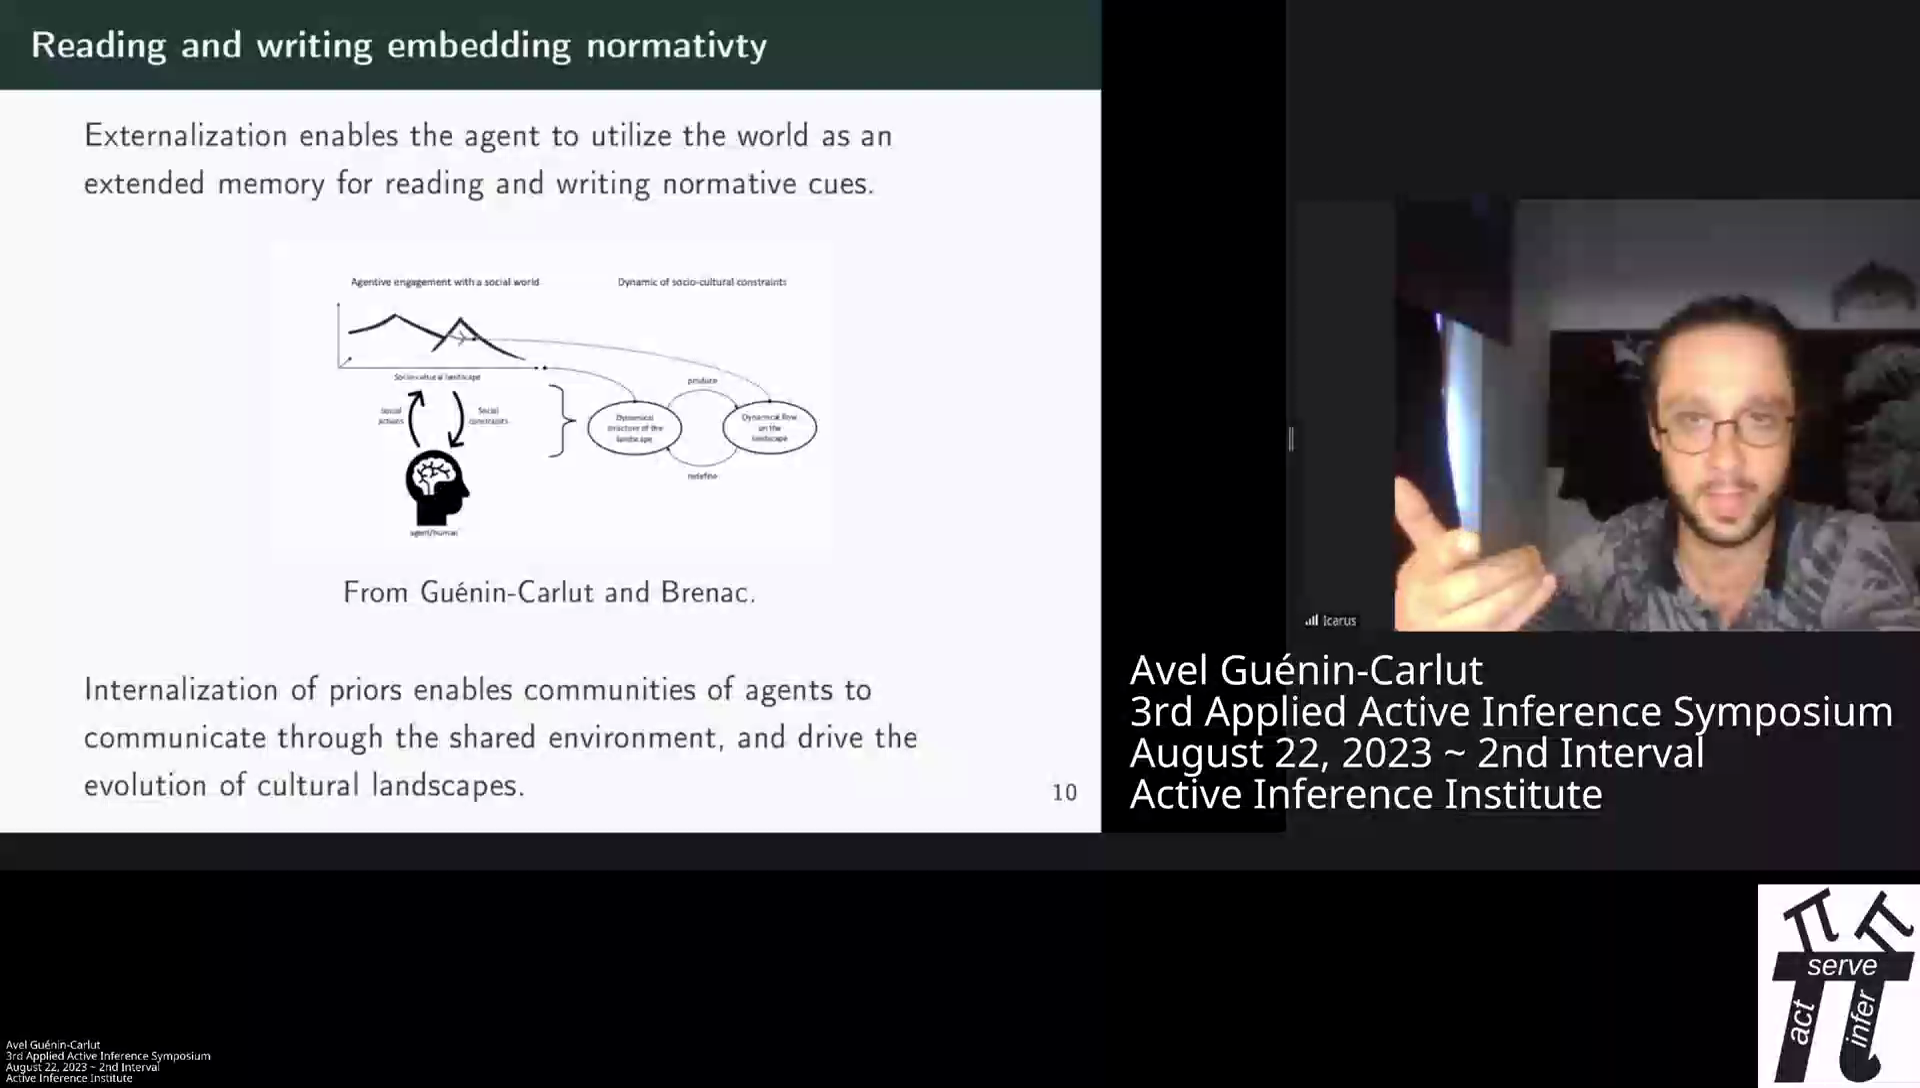 Reading and writing embedding normativty
Externalization enables the agent to utilize the world as an
extended memory for reading and writing normative cues.
Agentive engagement with a social world
Dynamic of socio-cultural constraints
Sociocultural landscape
social
actions
Social
constraints
agent/human
produce
Dynamical
structure of the
landscape
Dynamical flow
on the
landscape
redefine
From Guénin-Carlut and Brenac.
Internalization of priors enables communities of agents to
communicate through the shared environment, and drive the
evolution of cultural landscapes.
10
Icarus
Avel Guénin-Carlut
3rd Applied Active Inference Symposium
August 22, 2023 ~ 2nd Interval
Active Inference Institute
serve
act
infer
Avel Guénin-Carlut
3rd Applied Active Inference Symposium
August 22, 2023 ~ 2nd Interval
Active Inference Institute